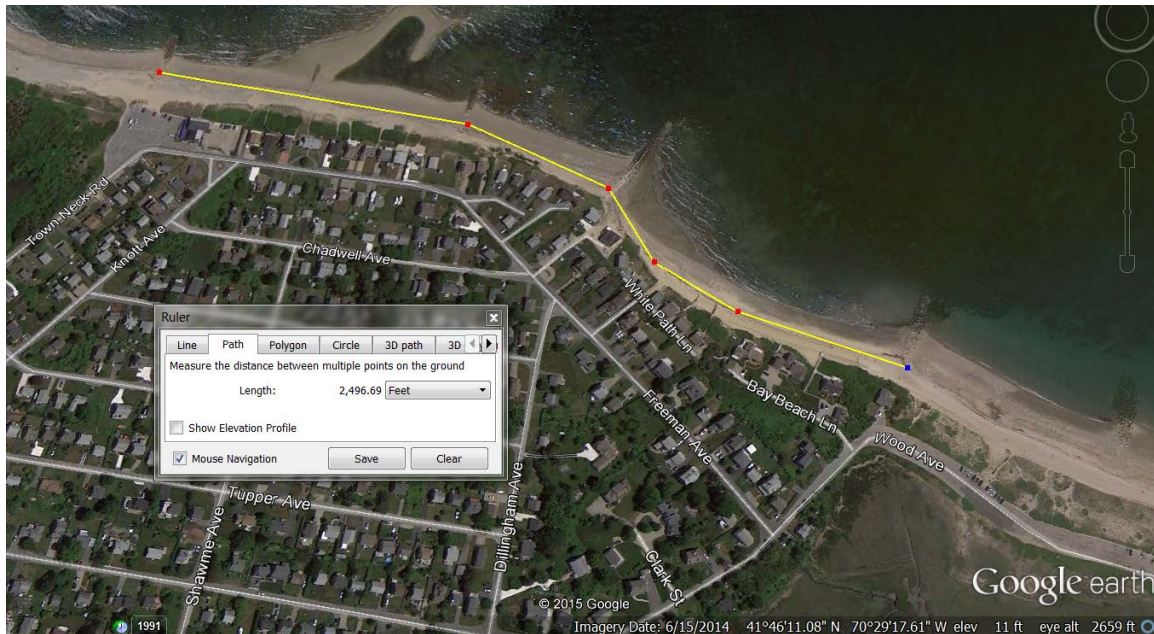 Town Neck Rd
Knott Ave
Chadwell Ave
White Path Ln
Ruler
Line Path Polygon Circle 3D path 3D
Measure the distance between multiple points on the ground
Length: 2,496.69 Feet
Show Elevation Profile
Mouse Navigation Save Clear
Bay Beach Ln
Freeman Ave
Wood Ave
Tupper Ave
Dillingham Ave
Shawme Ave
Clark St
Google earth
© 2015 Google
1991
Imagery Date: 6/15/2014 41°46'11.08" N 70°29'17.61" W elev 11 ft eye alt 2659 ft